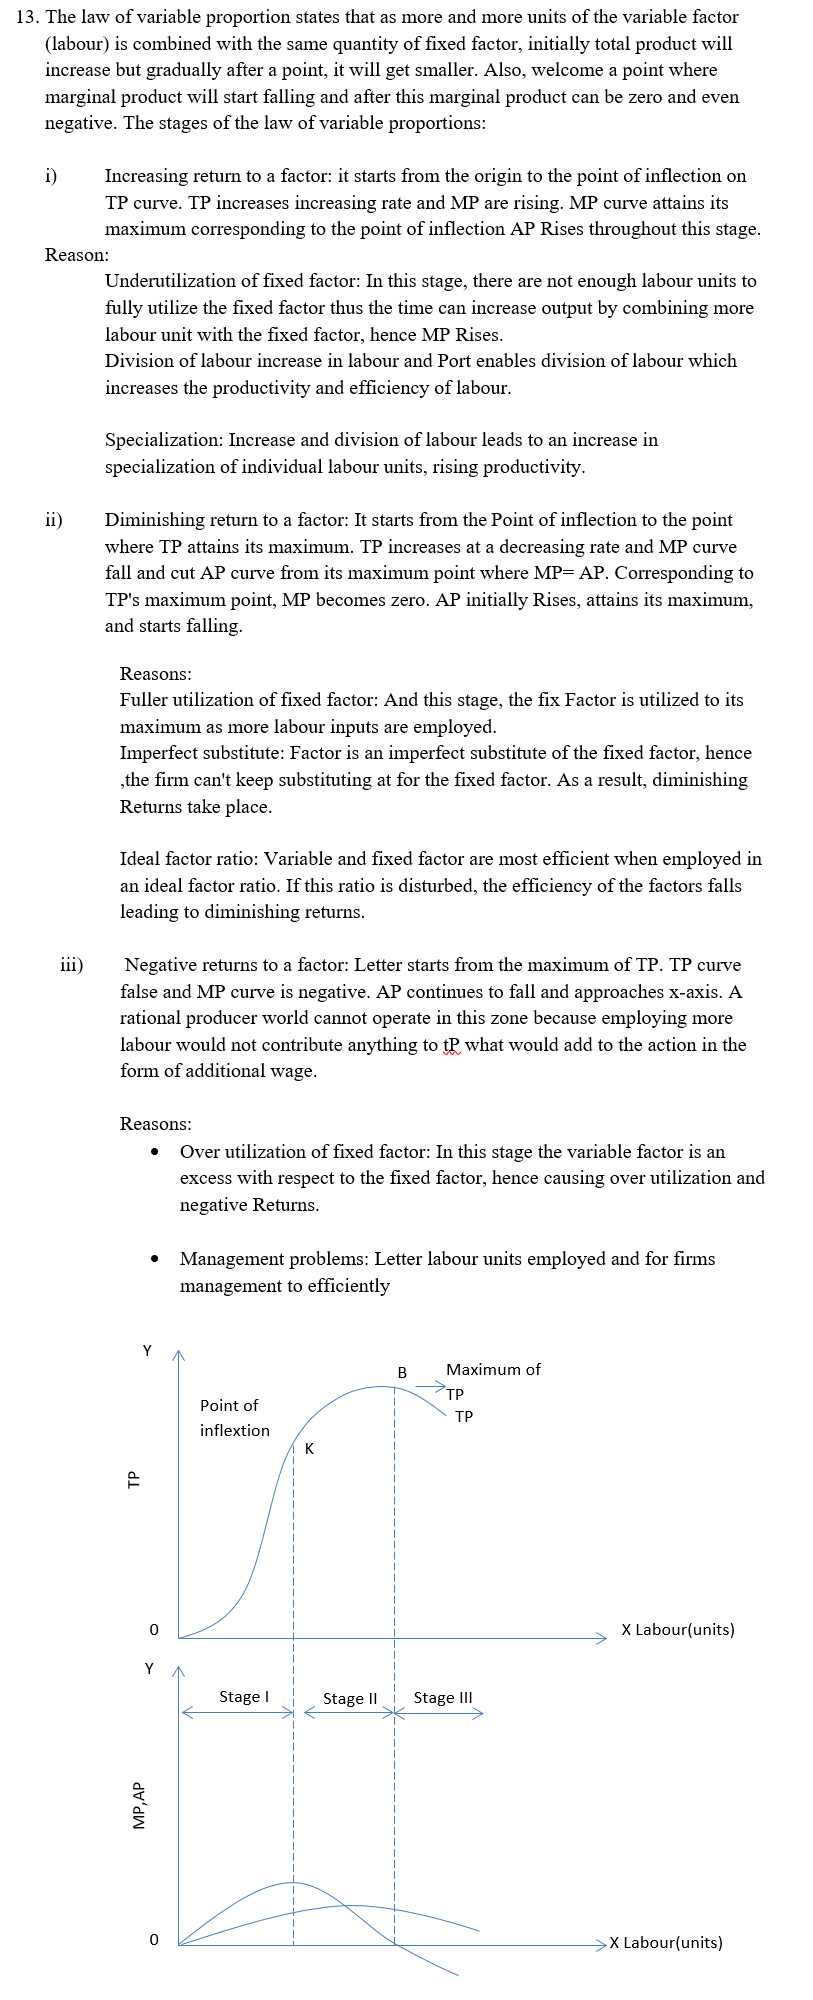 13. The law of variable proportion states that as more and more units of the variable factor
(labour) is combined with the same quantity of fixed factor, initially total product will
increase but gradually after a point, it will get smaller. Also, welcome a point where
marginal product will start falling and after this marginal product can be zero and even
negative. The stages of the law of variable proportions:
i) Increasing return to a factor: it starts from the origin to the point of inflection on
TP curve. TP increases increasing rate and MP are rising. MP curve attains its
maximum corresponding to the point of inflection AP Rises throughout this stage.
Reason:
Underutilization of fixed factor: In this stage, there are not enough labour units to
fully utilize the fixed factor thus the time can increase output by combining more
labour unit with the fixed factor, hence MP Rises.
Division of labour increase in labour and Port enables division of labour which
increases the productivity and efficiency of labour.
Specialization: Increase and division of labour leads to an increase in
specialization of individual labour units, rising productivity.
ii) Diminishing return to a factor: It starts from the Point of inflection to the point
where TP attains its maximum. TP increases at a decreasing rate and MP curve
fall and cut AP curve from its maximum point where MP= AP. Corresponding to
TP's maximum point, MP becomes zero. AP initially Rises, attains its maximum,
and starts falling.
Reasons:
Fuller utilization of fixed factor: And this stage, the fix Factor is utilized to its
maximum as more labour inputs are employed.
Imperfect substitute: Factor is an imperfect substitute of the fixed factor, hence
,the firm can't keep substituting at for the fixed factor. As a result, diminishing
Returns take place.
Ideal factor ratio: Variable and fixed factor are most efficient when employed in
an ideal factor ratio. If this ratio is disturbed, the efficiency of the factors falls
leading to diminishing returns.
iii) Negative returns to a factor: Letter starts from the maximum of TP. TP curve
false and MP curve is negative. AP continues to fall and approaches x-axis. A
rational producer world cannot operate in this zone because employing more
labour would not contribute anything to tP what would add to the action in the
form of additional wage.
Reasons:
• Over utilization of fixed factor: In this stage the variable factor is an
excess with respect to the fixed factor, hence causing over utilization and
negative Returns.
• Management problems: Letter labour units employed and for firms
management to efficiently
Y
B
Maximum of
TP
TP
Point of
inflextion
K
TP
0
X Labour(units)
Y
Stage I
Stage II
Stage III
MP,AP
0
X Labour(units)